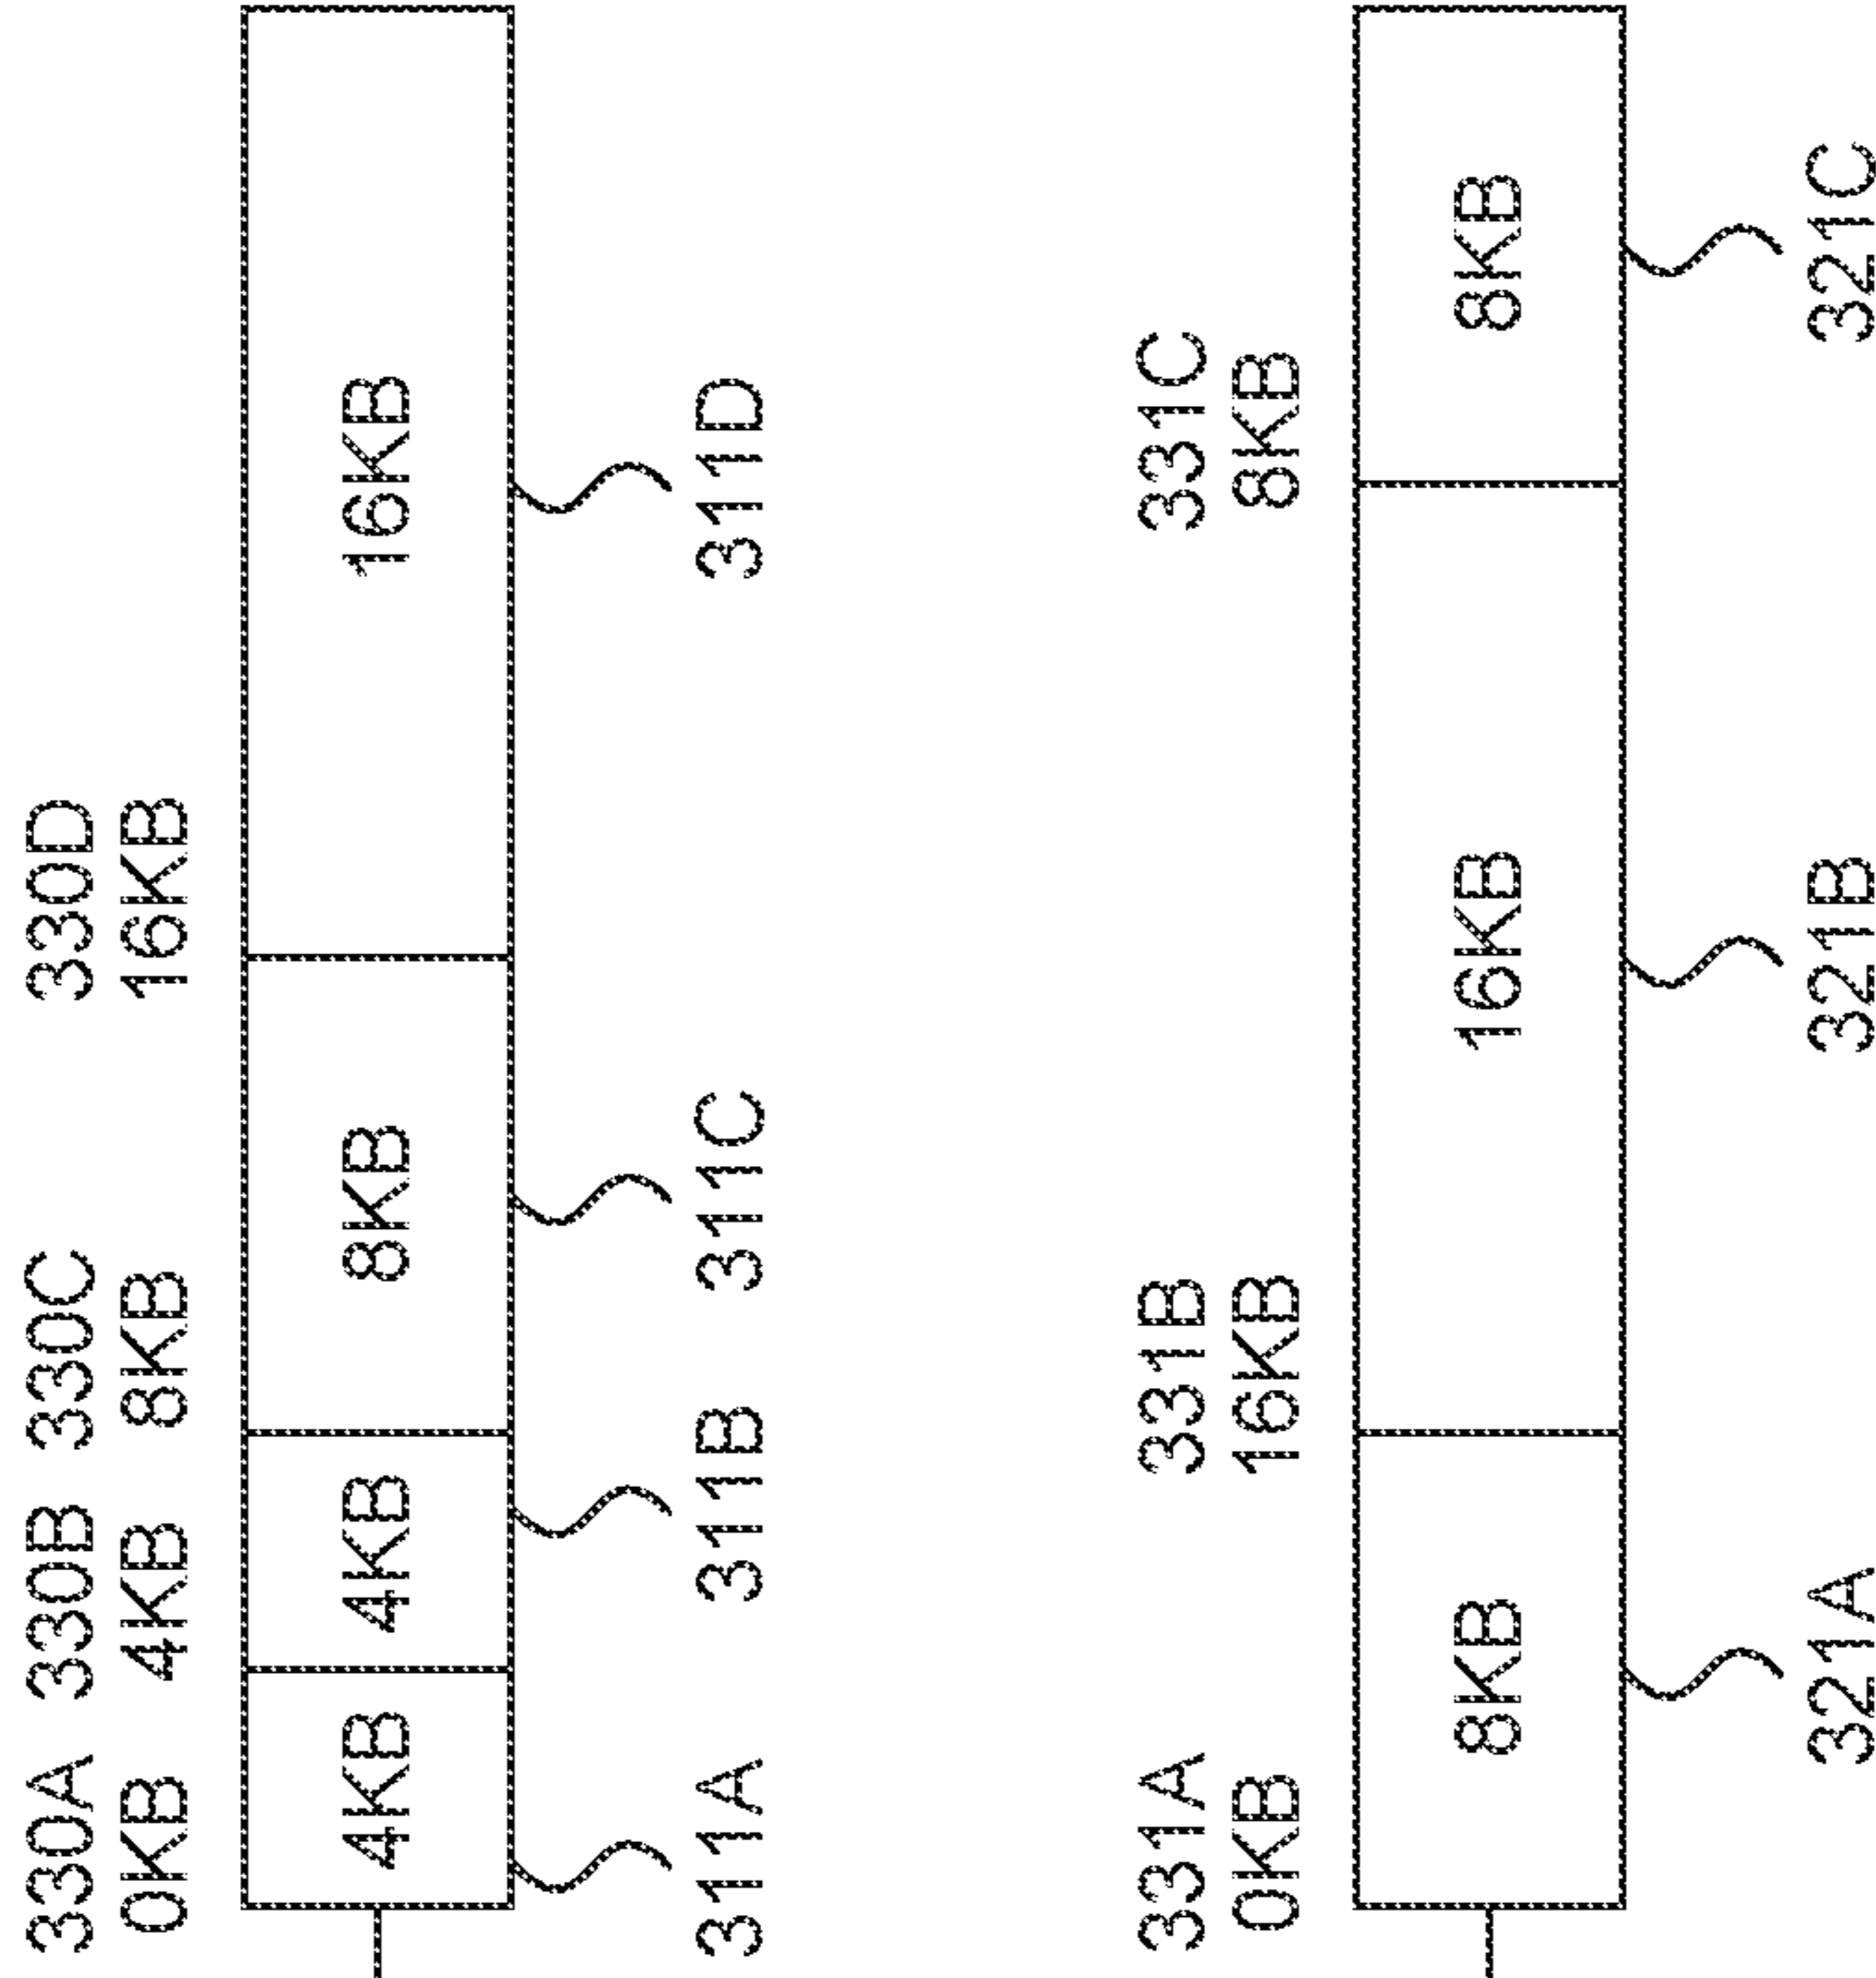 330A 330B 330C 330D
0KB 4KB 8KB 16KB
4KB 4KB 8KB 16KB
311A 311B 311C 311D
331A 331B 331C
0KB 16KB 8KB
8KB 16KB 8KB
321A 321B 321C